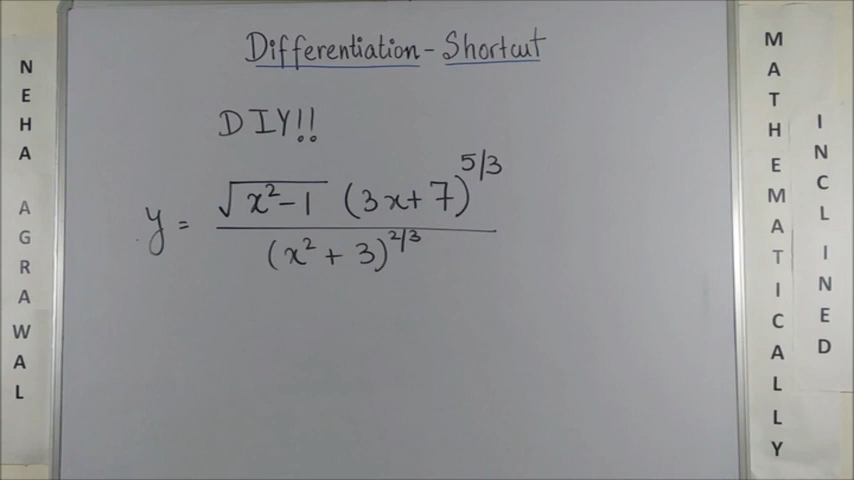 NEHA AGRAWAL
Differentiation - Shortcut
DIY!!
y = √(x²-1) (3x+7)^5/3
(x² + 3)^2/3
MATHEMATICALLY
INCLINED